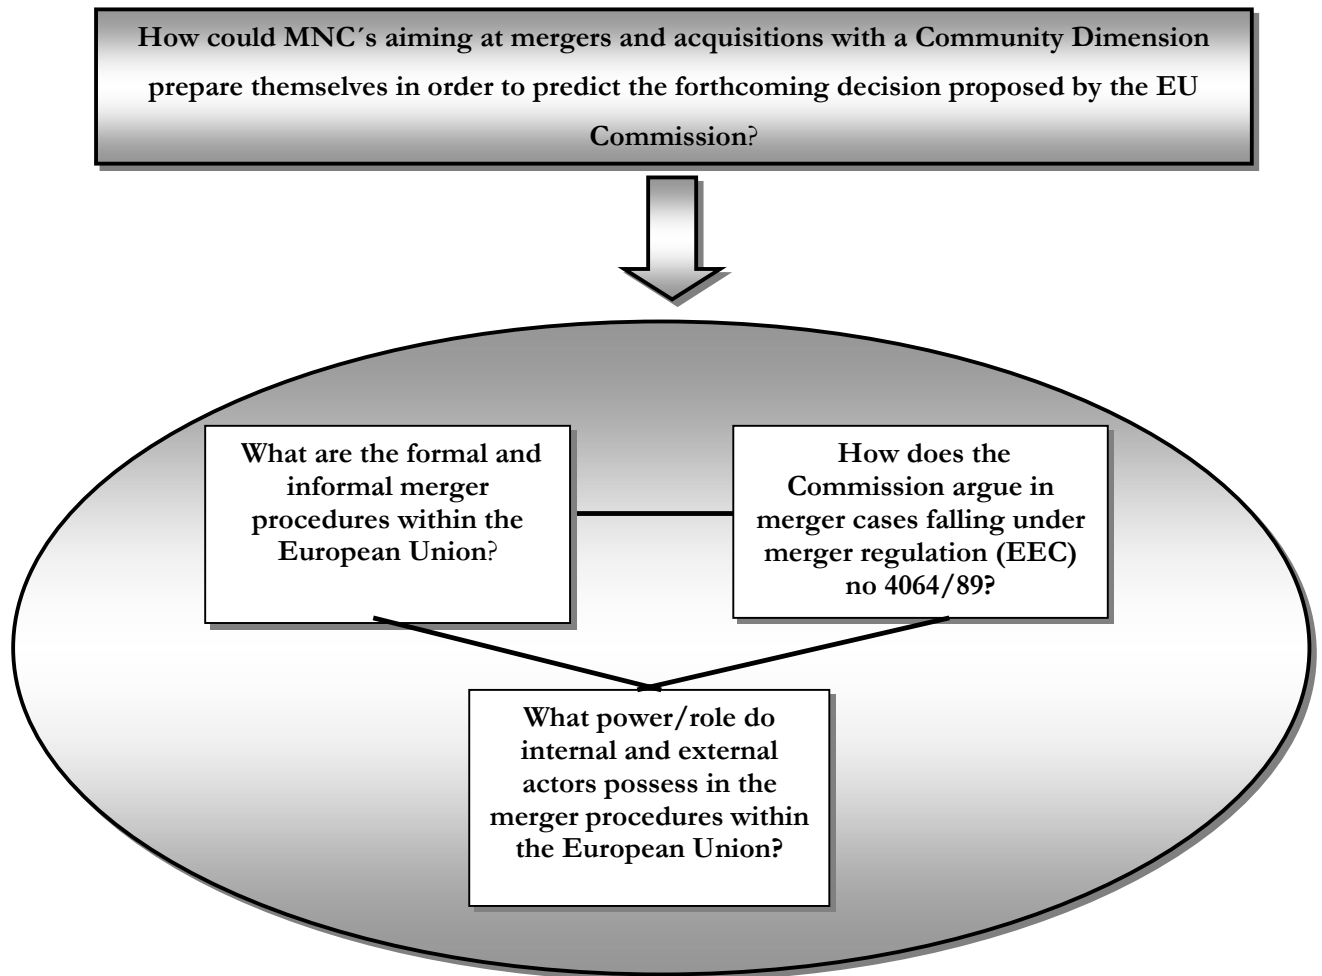 How could MNC´s aiming at mergers and acquisitions with a Community Dimension
prepare themselves in order to predict the forthcoming decision proposed by the EU
Commission?
What are the formal and
informal merger
procedures within the
European Union?
How does the
Commission argue in
merger cases falling under
merger regulation (EEC)
no 4064/89?
What power/role do
internal and external
actors possess in the
merger procedures within
the European Union?